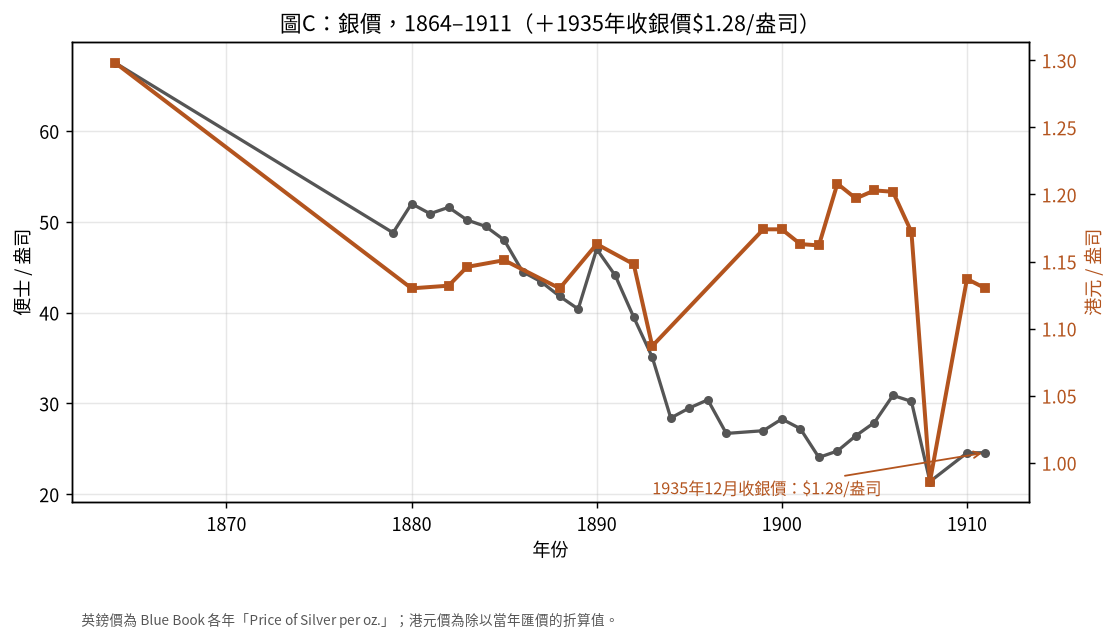 圖C：銀價，1864–1911（＋1935年收銀價$1.28/盎司）
便士 / 盎司
60
50
40
30
20
1.30
1.25
1.20
1.15
1.10
1.05
1.00
港元 / 盎司
1935年12月收銀價：$1.28/盎司
1870 1880 1890 1900 1910
年份
英鎊價為 Blue Book 各年「Price of Silver per oz.」；港元價為除以當年匯價的折算值。